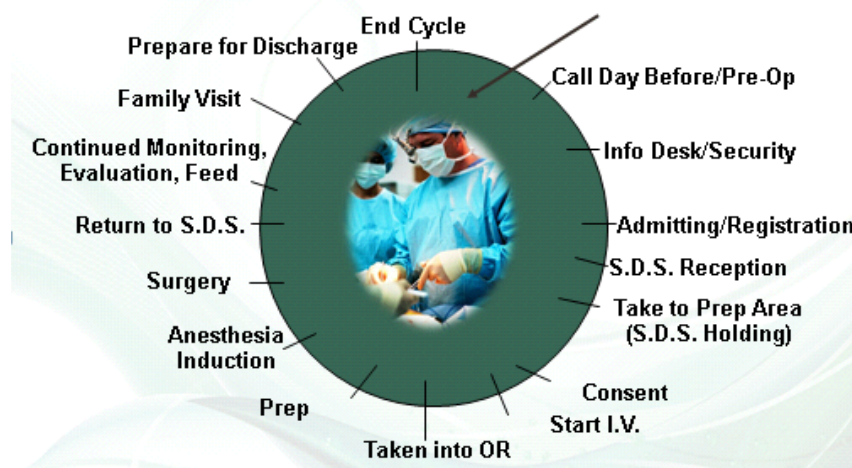 End Cycle
Call Day Before/Pre-Op
Info Desk/Security
Admitting/Registration
S.D.S. Reception
Take to Prep Area
(S.D.S. Holding)
Consent
Start I.V.
Taken into OR
Prep
Anesthesia
Induction
Surgery
Return to S.D.S.
Continued Monitoring,
Evaluation, Feed
Family Visit
Prepare for Discharge